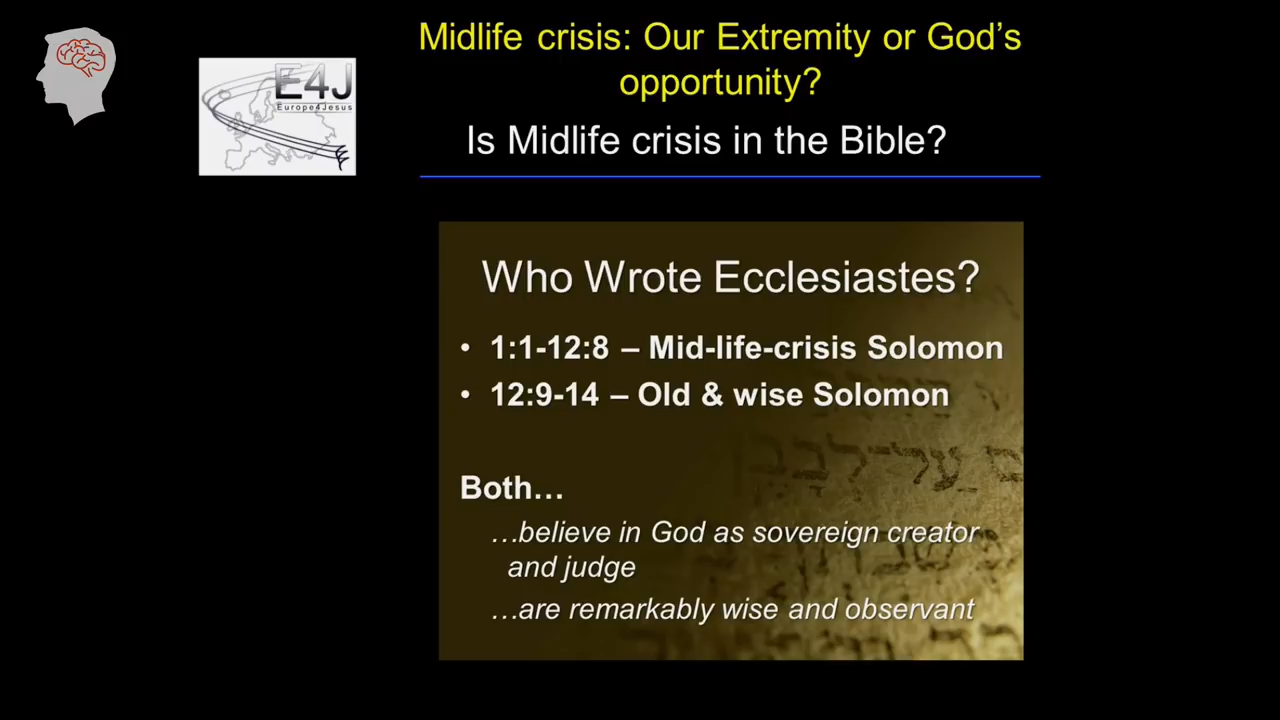 Midlife crisis: Our Extremity or God's
opportunity?
E4J
Europe4Jesus
Is Midlife crisis in the Bible?
Who Wrote Ecclesiastes?
• 1:1-12:8 – Mid-life-crisis Solomon
• 12:9-14 – Old & wise Solomon
Both…
…believe in God as sovereign creator
and judge
…are remarkably wise and observant